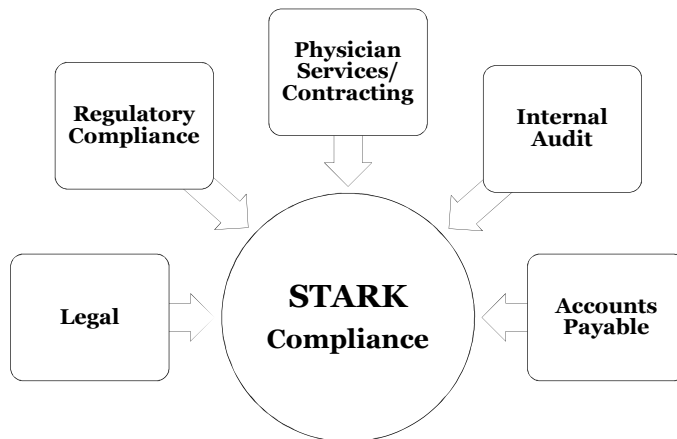 Physician
Services/
Contracting
Regulatory
Compliance
Internal
Audit
Legal
STARK
Compliance
Accounts
Payable